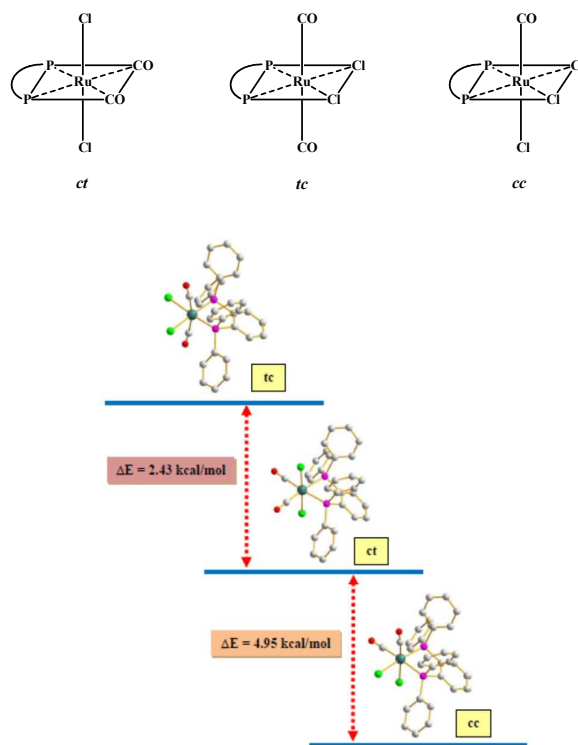 Cl
P
CO
Ru
P
CO
Cl
ct
CO
P
Cl
Ru
P
Cl
CO
tc
CO
P
C
Ru
P
Cl
Cl
cc
tc
ΔE = 2.43 kcal/mol
ct
ΔE = 4.95 kcal/mol
cc